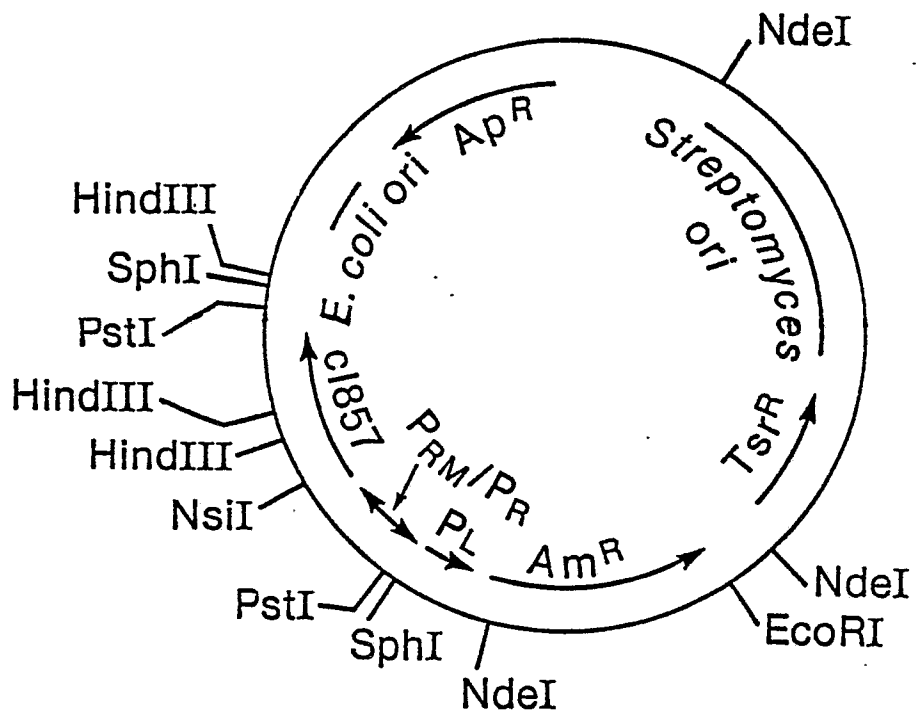 NdeI
Streptomyces
ori
ApR
E. coli ori
HindIII
SphI
PstI
HindIII
HindIII
NsiI
cI857
PRM/PR
PL
AmR
TsrR
PstI
SphI
NdeI
NdeI
EcoRI